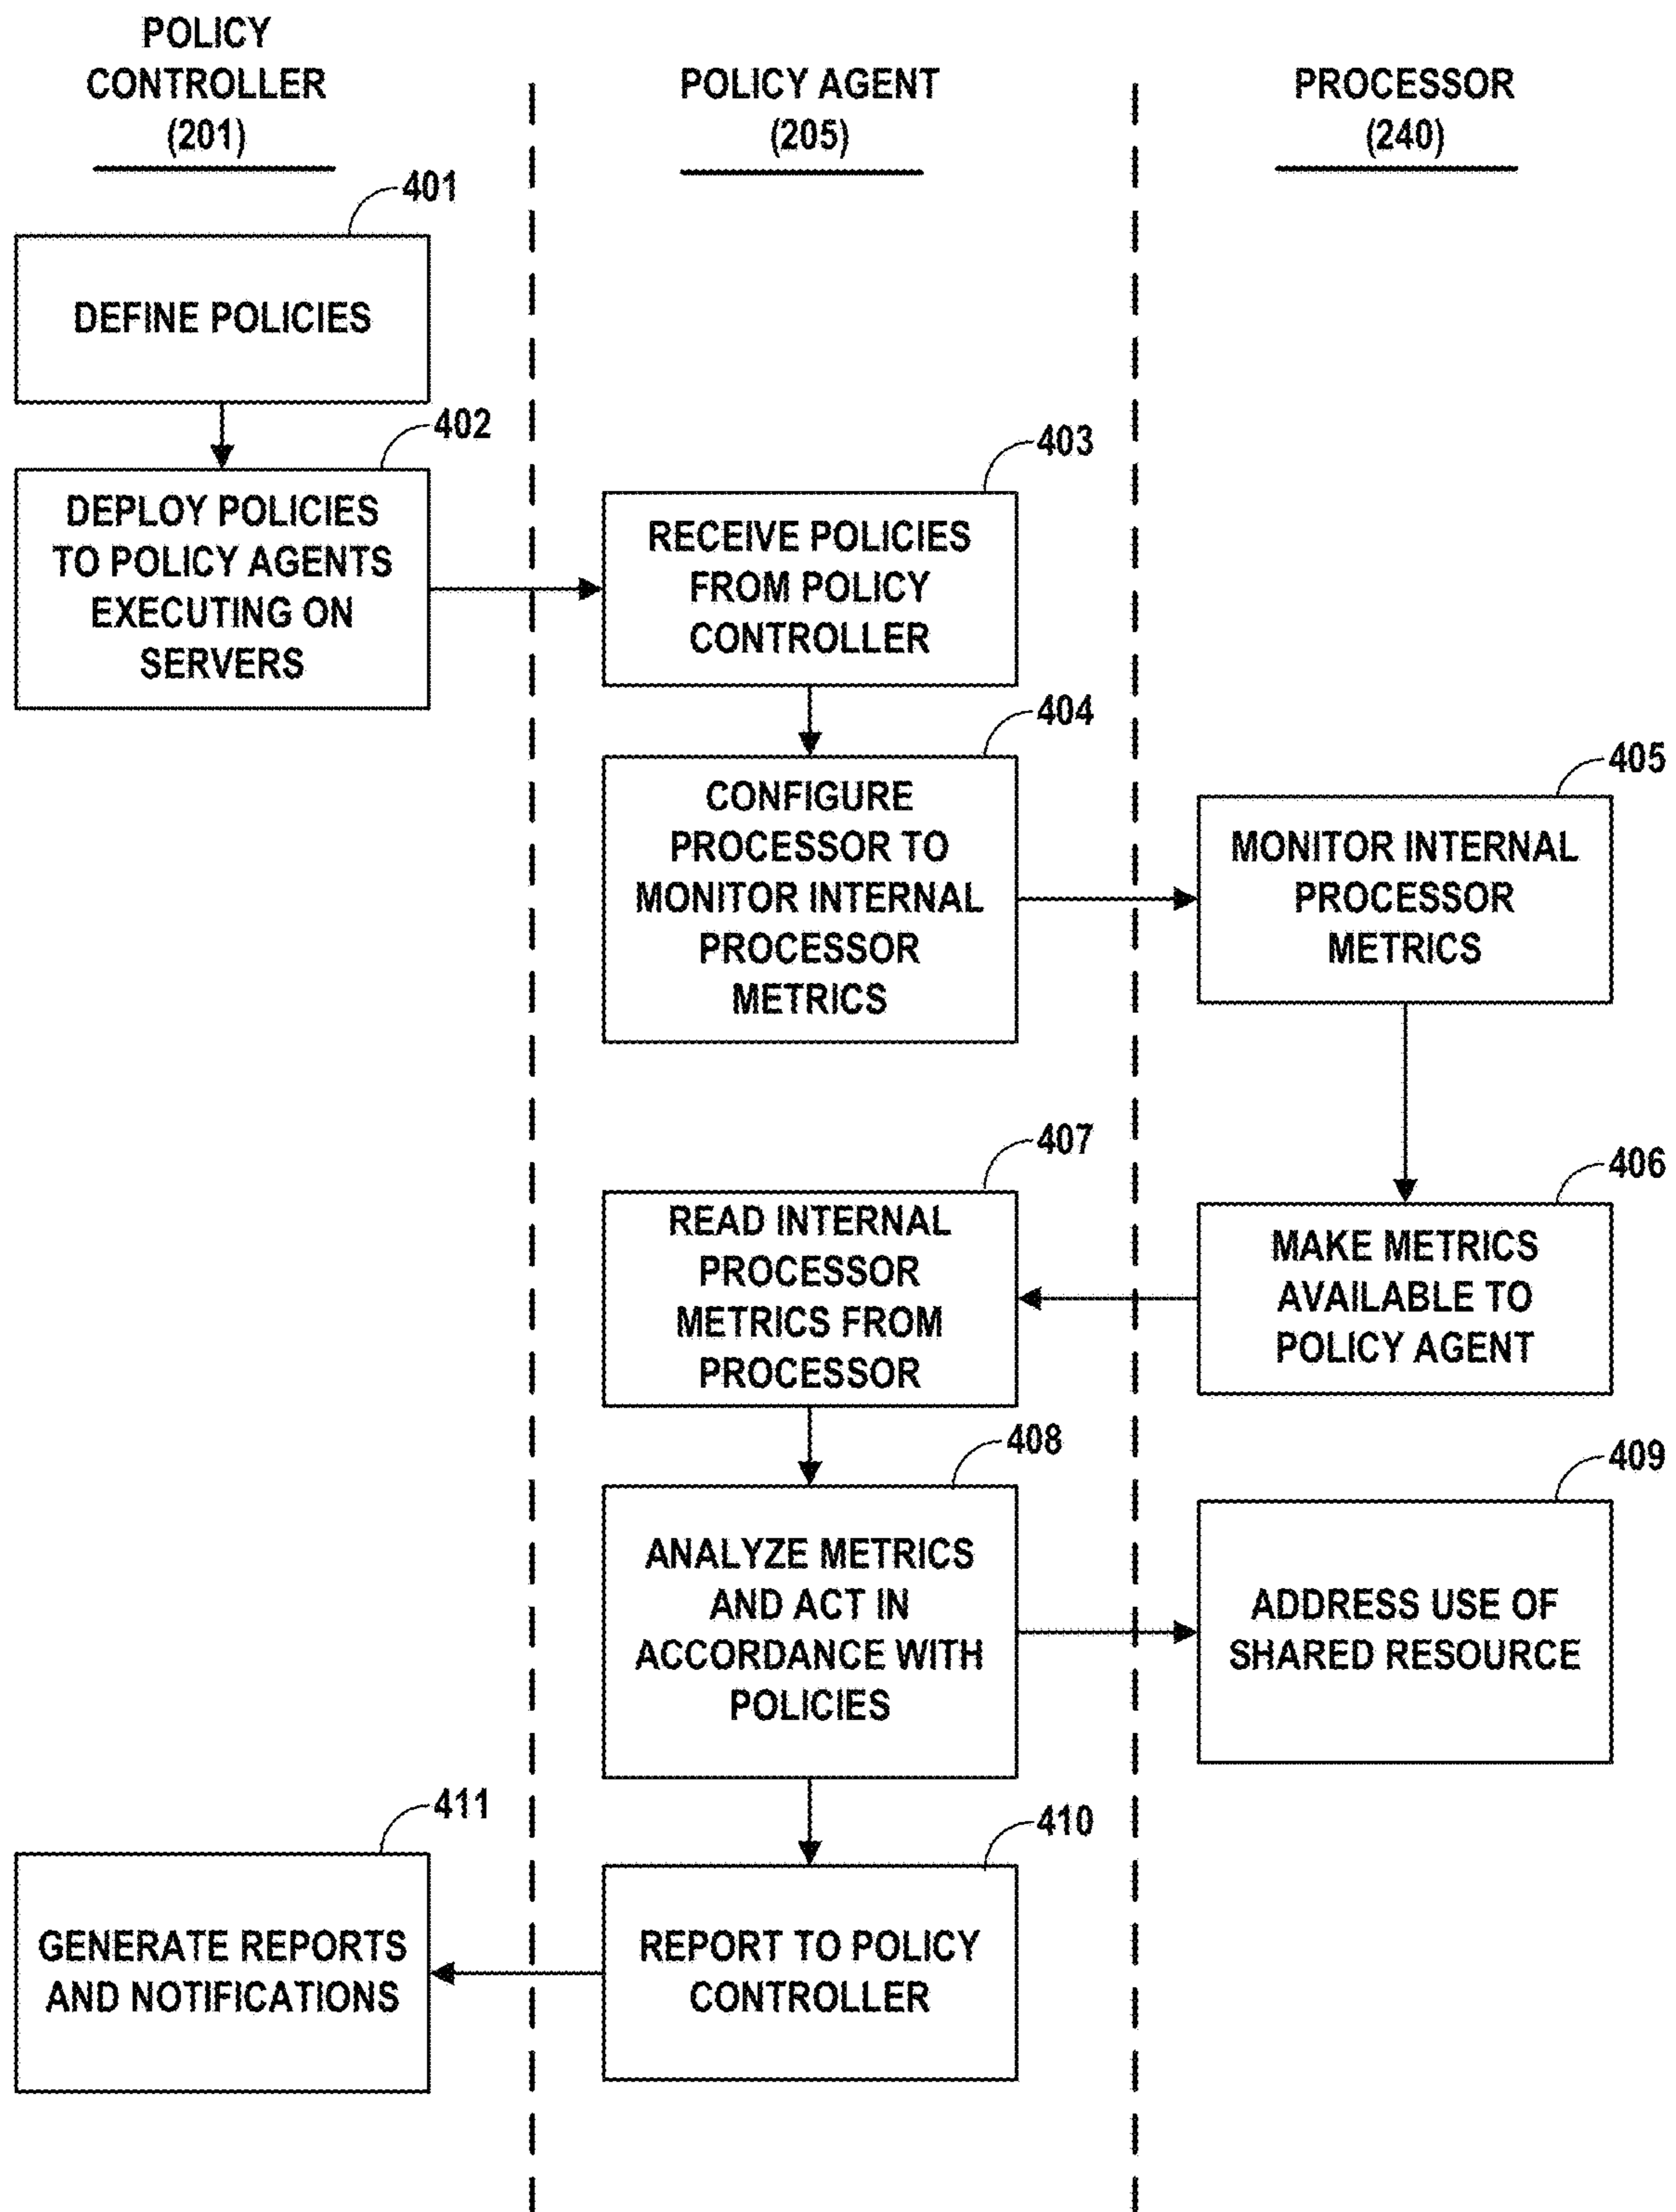 POLICY
CONTROLLER
(201)
POLICY AGENT
(205)
PROCESSOR
(240)
401
DEFINE POLICIES
402
DEPLOY POLICIES
TO POLICY AGENTS
EXECUTING ON
SERVERS
403
RECEIVE POLICIES
FROM POLICY
CONTROLLER
404
CONFIGURE
PROCESSOR TO
MONITOR INTERNAL
PROCESSOR
METRICS
405
MONITOR INTERNAL
PROCESSOR
METRICS
406
MAKE METRICS
AVAILABLE TO
POLICY AGENT
407
READ INTERNAL
PROCESSOR
METRICS FROM
PROCESSOR
408
ANALYZE METRICS
AND ACT IN
ACCORDANCE WITH
POLICIES
409
ADDRESS USE OF
SHARED RESOURCE
410
REPORT TO POLICY
CONTROLLER
411
GENERATE REPORTS
AND NOTIFICATIONS